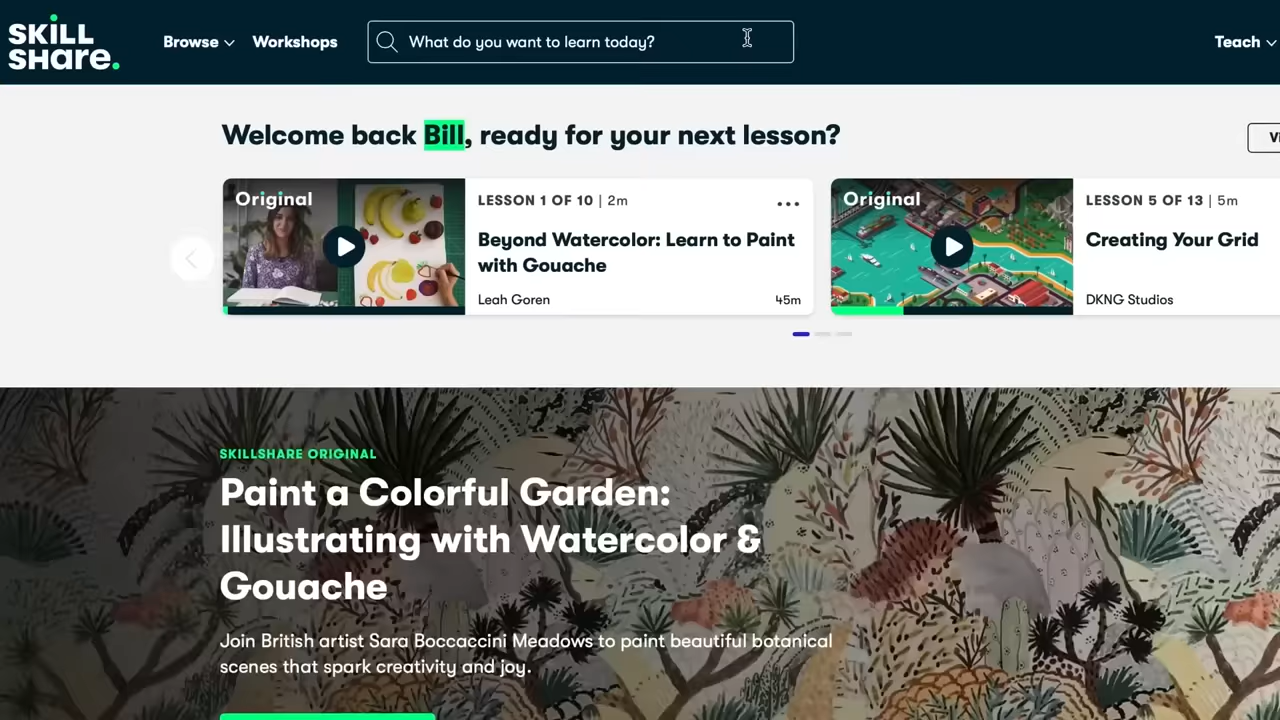 SKILL
SHare.
Browse
Workshops
What do you want to learn today?
Teach
Welcome back Bill, ready for your next lesson?
Original
LESSON 1 OF 10 | 2m
Beyond Watercolor: Learn to Paint
with Gouache
Leah Goren
45m
Original
LESSON 5 OF 13 | 5m
Creating Your Grid
DKNG Studios
SKILLSHARE ORIGINAL
Paint a Colorful Garden:
Illustrating with Watercolor &
Gouache
Join British artist Sara Boccaccini Meadows to paint beautiful botanical
scenes that spark creativity and joy.